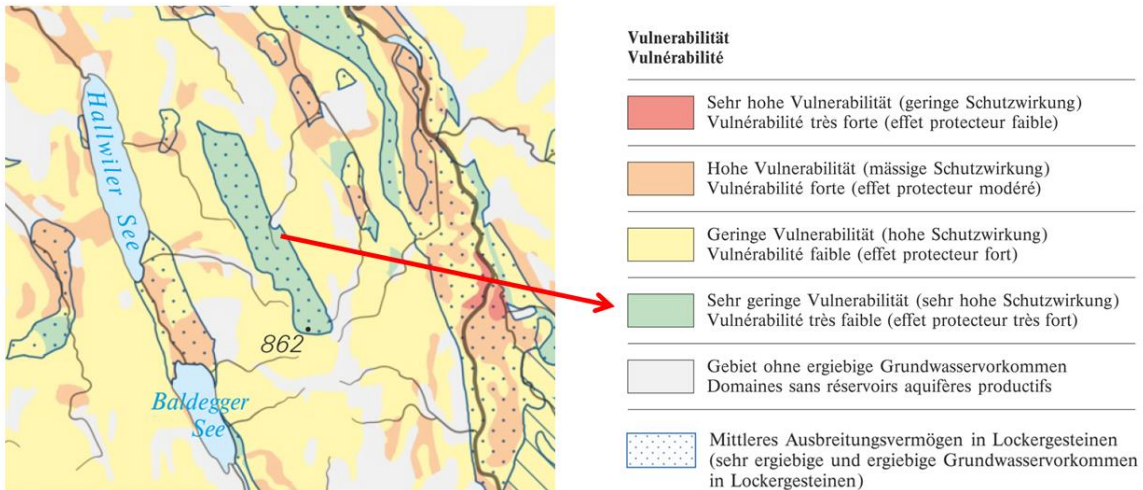 Hallwiler
See
862
Baldegger
See
Vulnerabilität
Vulnérabilité
Sehr hohe Vulnerabilität (geringe Schutzwirkung)
Vulnérabilité très forte (effet protecteur faible)
Hohe Vulnerabilität (mässige Schutzwirkung)
Vulnérabilité forte (effet protecteur modéré)
Geringe Vulnerabilität (hohe Schutzwirkung)
Vulnérabilité faible (effet protecteur fort)
Sehr geringe Vulnerabilität (sehr hohe Schutzwirkung)
Vulnérabilité très faible (effet protecteur très fort)
Gebiet ohne ergiebige Grundwasservorkommen
Domaines sans réservoirs aquifères productifs
Mittleres Ausbreitungsvermögen in Lockergesteinen
(sehr ergiebige und ergiebige Grundwasservorkommen
in Lockergesteinen)